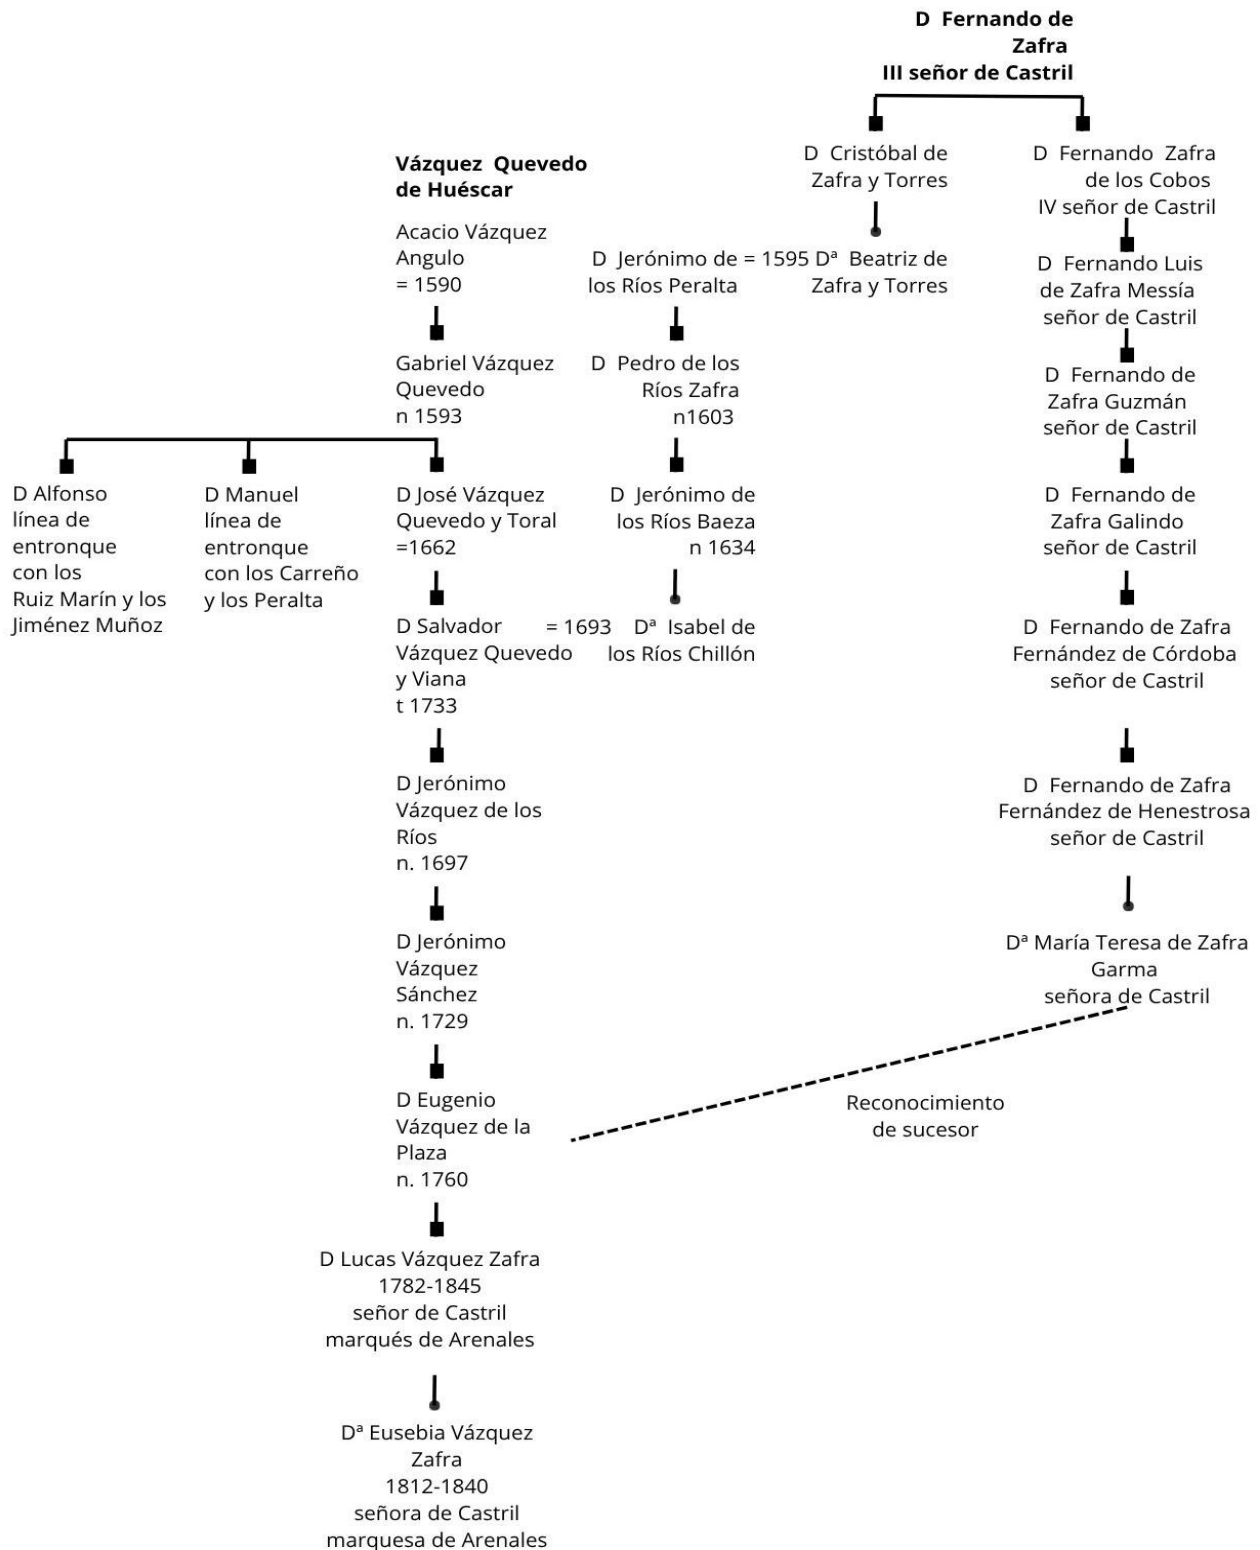 D Fernando de
Zafra
III señor de Castril
D Cristóbal de
Zafra y Torres
D Fernando Zafra
de los Cobos
IV señor de Castril
Vázquez Quevedo
de Huéscar
Acacio Vázquez
Angulo
= 1590
D Jerónimo de = 1595 Dª Beatriz de
los Ríos Peralta
Zafra y Torres
D Fernando Luis
de Zafra Messía
señor de Castril
Gabriel Vázquez
Quevedo
n 1593
D Pedro de los
Ríos Zafra
n1603
D Fernando de
Zafra Guzmán
señor de Castril
D Alfonso
línea de
entronque
con los
Ruiz Marín y los
Jiménez Muñoz
D Manuel
línea de
entronque
con los Carreño
y los Peralta
D José Vázquez
Quevedo y Toral
=1662
D Jerónimo de
los Ríos Baeza
n 1634
D Fernando de
Zafra Galindo
señor de Castril
D Salvador
Vázquez Quevedo
y Viana
t 1733
= 1693
Dª Isabel de
los Ríos Chillón
D Fernando de Zafra
Fernández de Córdoba
señor de Castril
D Jerónimo
Vázquez de los
Ríos
n. 1697
D Fernando de Zafra
Fernández de Henestrosa
señor de Castril
D Jerónimo
Vázquez
Sánchez
n. 1729
Dª María Teresa de Zafra
Garma
señora de Castril
D Eugenio
Vázquez de la
Plaza
n. 1760
Reconocimiento
de sucesor
D Lucas Vázquez Zafra
1782-1845
señor de Castril
marqués de Arenales
Dª Eusebia Vázquez
Zafra
1812-1840
señora de Castril
marquesa de Arenales